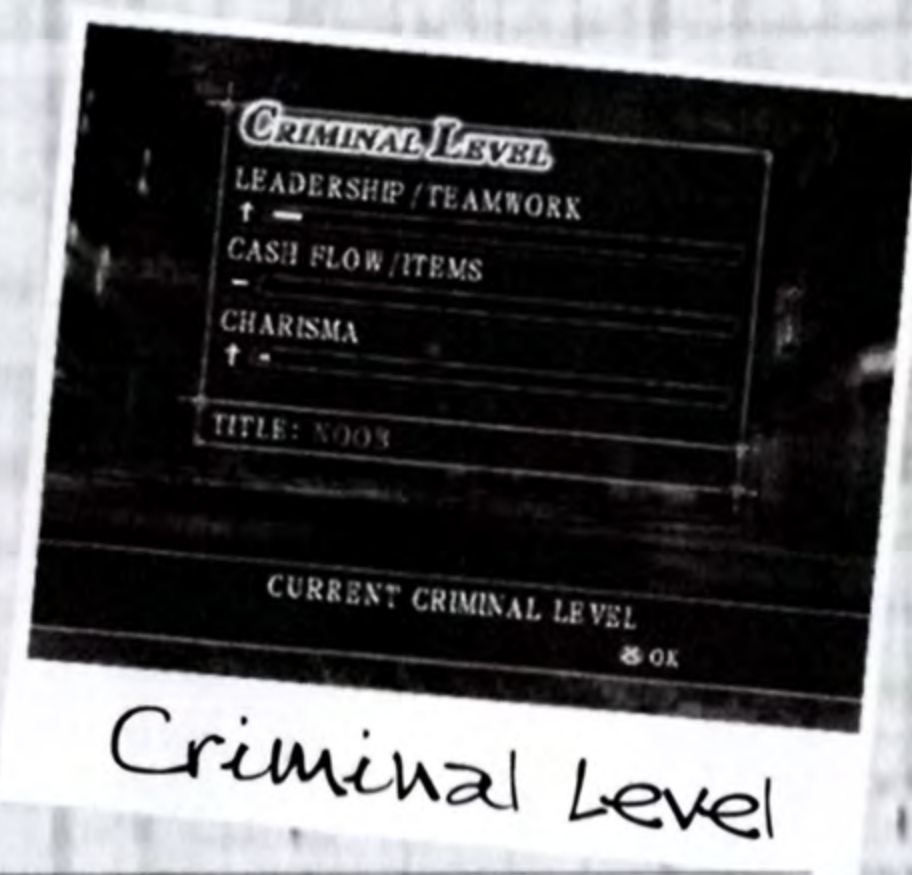 CRIMINAL LEVEL
LEADERSHIP/TEAMWORK
CASH FLOW/ITEMS
CHARISMA
TITLE: NOOB
CURRENT CRIMINAL LEVEL
OK
Criminal Level